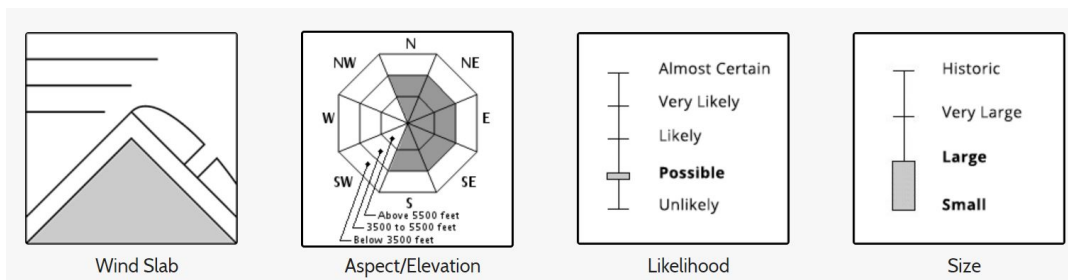 N
NW
NE
W
E
SW
SE
S
Above 5500 feet
3500 to 5500 feet
Below 3500 feet
Almost Certain
Very Likely
Likely
Possible
Unlikely
Historic
Very Large
Large
Small
Wind Slab
Aspect/Elevation
Likelihood
Size